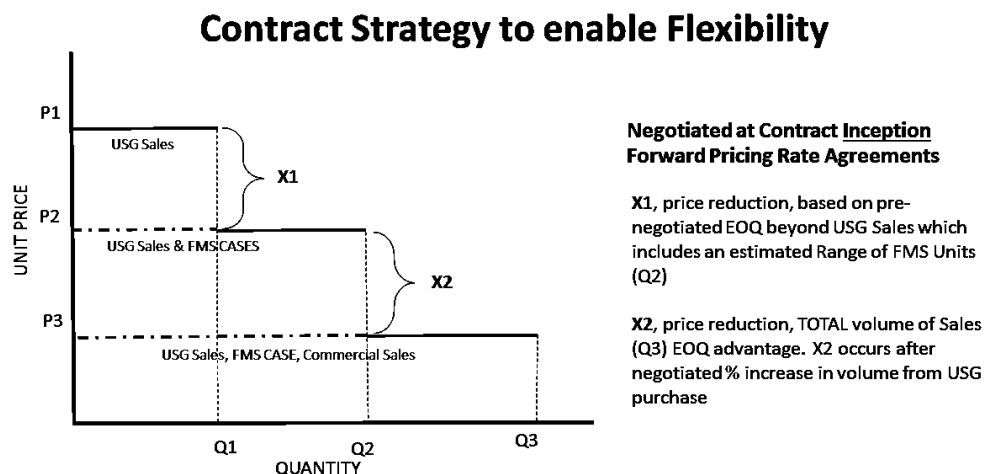 Contract Strategy to enable Flexibility
P1
USG Sales
X1
P2
USG Sales & FMS CASES
X2
P3
USG Sales, FMS CASE, Commercial Sales
UNIT PRICE
Q1
Q2
Q3
QUANTITY
Negotiated at Contract Inception
Forward Pricing Rate Agreements
X1, price reduction, based on pre-
negotiated EOQ beyond USG Sales which
includes an estimated Range of FMS Units
(Q2)
X2, price reduction, TOTAL volume of Sales
(Q3) EOQ advantage. X2 occurs after
negotiated % increase in volume from USG
purchase